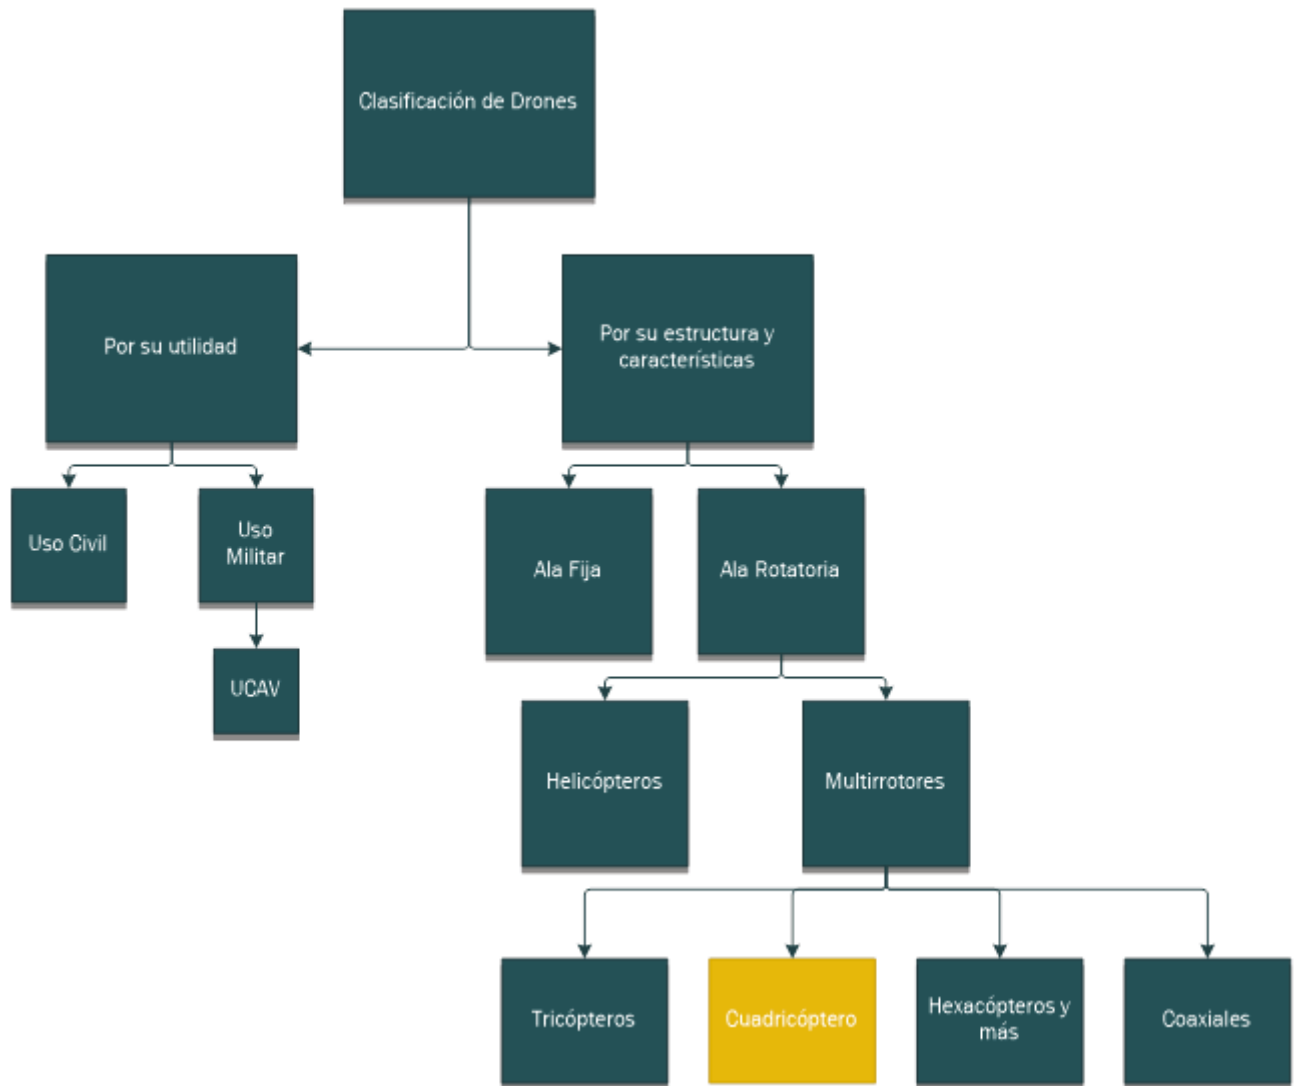 Clasificación de Drones
Por su utilidad
Por su estructura y
características
Uso Civil
Uso
Militar
Ala Fija
Ala Rotatoria
UCAV
Helicópteros
Multirrotores
Tricópteros
Cuadricóptero
Hexacópteros y
más
Coaxiales